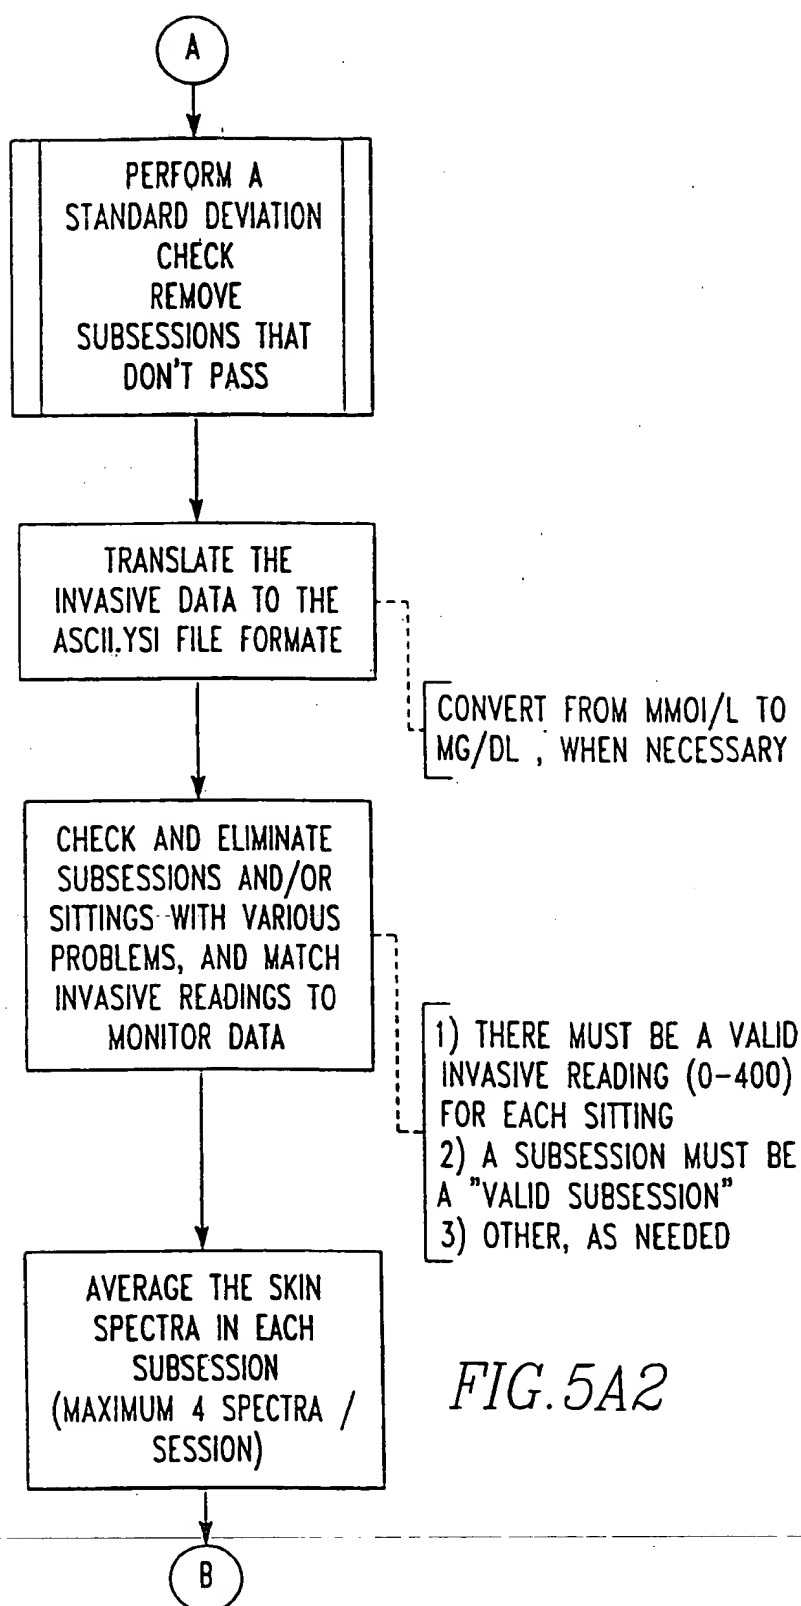 A
PERFORM A
STANDARD DEVIATION
CHECK
REMOVE
SUBSESSIONS THAT
DON'T PASS
TRANSLATE THE
INVASIVE DATA TO THE
ASCII.YSI FILE FORMATE
CONVERT FROM MMOl/L TO
MG/DL , WHEN NECESSARY
CHECK AND ELIMINATE
SUBSESSIONS AND/OR
SITTINGS WITH VARIOUS
PROBLEMS, AND MATCH
INVASIVE READINGS TO
MONITOR DATA
1) THERE MUST BE A VALID
INVASIVE READING (0-400)
FOR EACH SITTING
2) A SUBSESSION MUST BE
A "VALID SUBSESSION"
3) OTHER, AS NEEDED
AVERAGE THE SKIN
SPECTRA IN EACH
SUBSESSION
(MAXIMUM 4 SPECTRA /
SESSION)
FIG.5A2
B